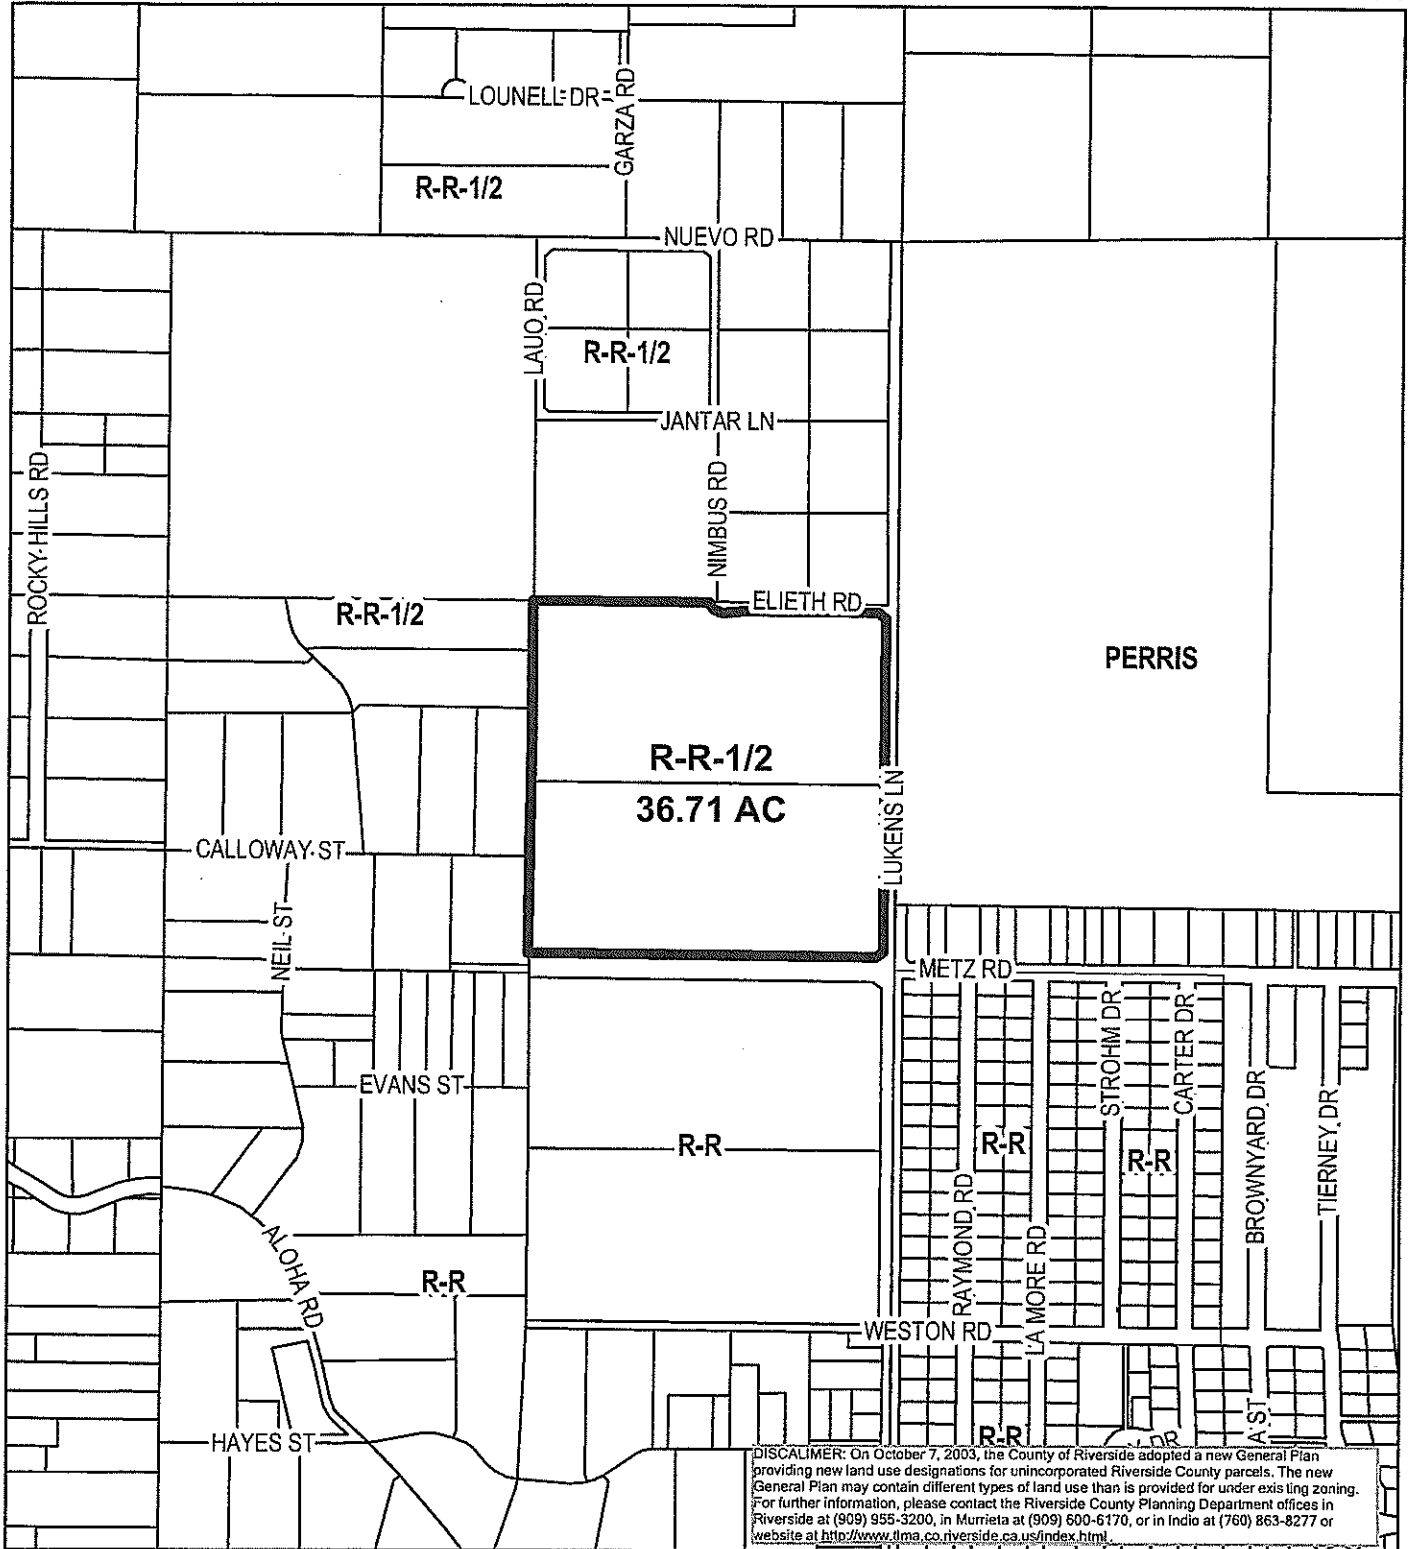 LOUNELL DR
GARZA RD
R-R-1/2
NUEVO RD
LAUO RD
R-R-1/2
JANTAR LN
NIMBUS RD
ROCKY HILLS RD
R-R-1/2
ELIETH RD
PERRIS
R-R-1/2
36.71 AC
LUKENS LN
CALLOWAY ST
NEIL ST
METZ RD
STROHM DR
CARTER DR
EVANS ST
BROWNYARD DR
TIERNEY DR
R-R
R-R
R-R
RAYMOND RD
LA MORE RD
ALOHA RD
R-R
WESTON RD
A ST
HAYES ST
R-R
DR
DISCALIMER: On October 7, 2003, the County of Riverside adopted a new General Plan
providing new land use designations for unincorporated Riverside County parcels. The new
General Plan may contain different types of land use than is provided for under existing zoning.
For further information, please contact the Riverside County Planning Department offices in
Riverside at (909) 955-3200, in Murrieta at (909) 600-6170, or in Indio at (760) 863-8277 or
website at http://www.tlma.co.riverside.ca.us/index.html.